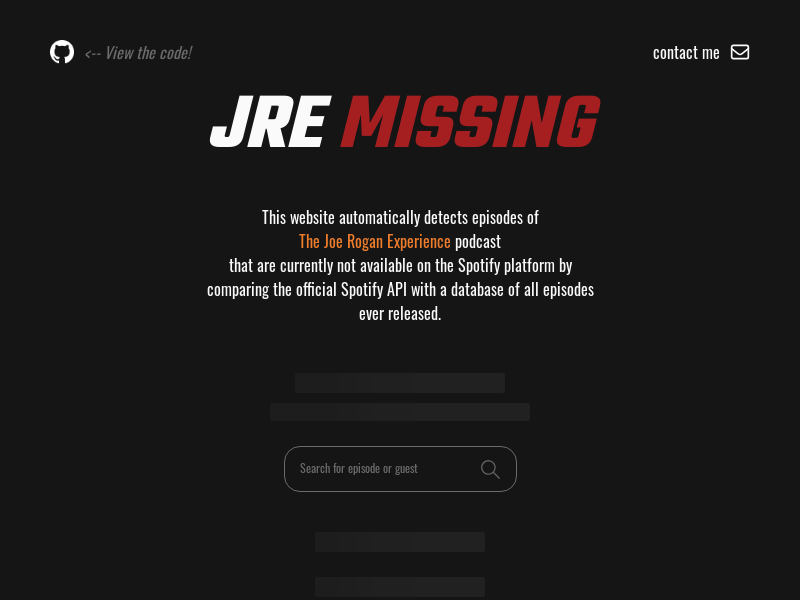 <-- View the code!
contact me
JRE MISSING
This website automatically detects episodes of
The Joe Rogan Experience podcast
that are currently not available on the Spotify platform by
comparing the official Spotify API with a database of all episodes
ever released.
Search for episode or guest